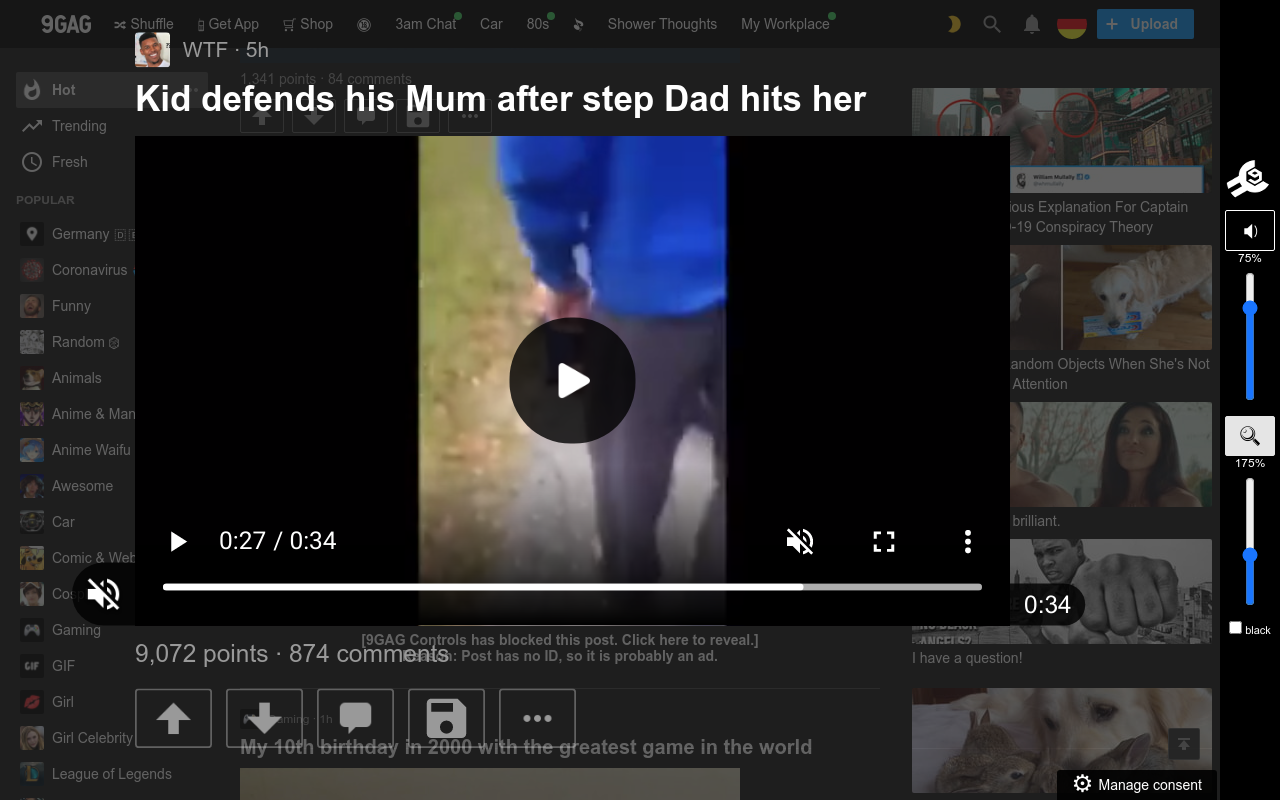 9GAG
Shuffle
Get App
Shop
3am Chat
Car
80s
Shower Thoughts
My Workplace
+ Upload
WTF · 5h
1,341 points · 84 comments
Kid defends his Mum after step Dad hits her
Hot
Trending
Fresh
POPULAR
Germany
Coronavirus
Funny
Random
Animals
Anime & Man
Anime Waifu
Awesome
Car
Comic & Web
Cos
Gaming
GIF
GIF
Girl
Girl Celebrity
League of Legends
0:27 / 0:34
0:34
9,072 points · 874 comments
[9GAG Controls has blocked this post. Click here to reveal.]
Reason: Post has no ID, so it is probably an ad.
Gaming · 1h
My 10th birthday in 2000 with the greatest game in the world
William Mullally
ious Explanation For Captain
-19 Conspiracy Theory
andom Objects When She's Not
Attention
brilliant.
ANGELS?
I have a question!
75%
175%
black
Manage consent